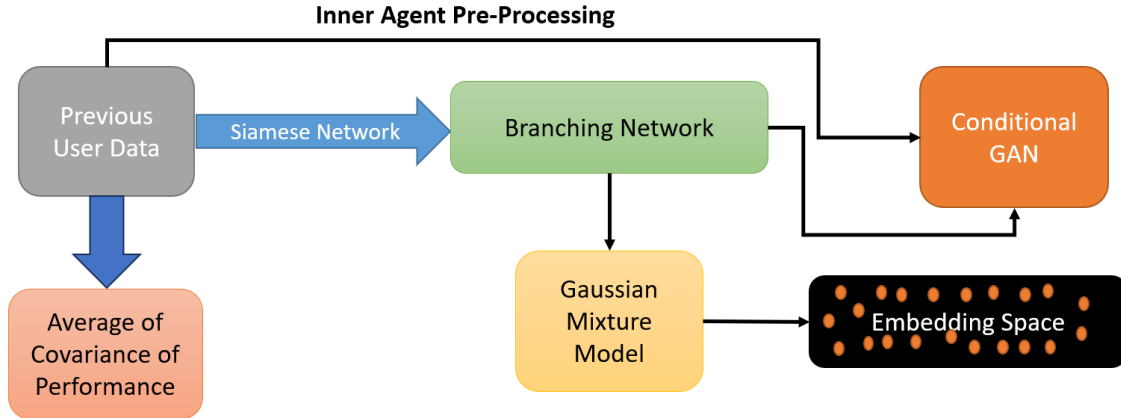 Inner Agent Pre-Processing
Previous
User Data
Siamese Network
Branching Network
Conditional
GAN
Average of
Covariance of
Performance
Gaussian
Mixture
Model
Embedding Space